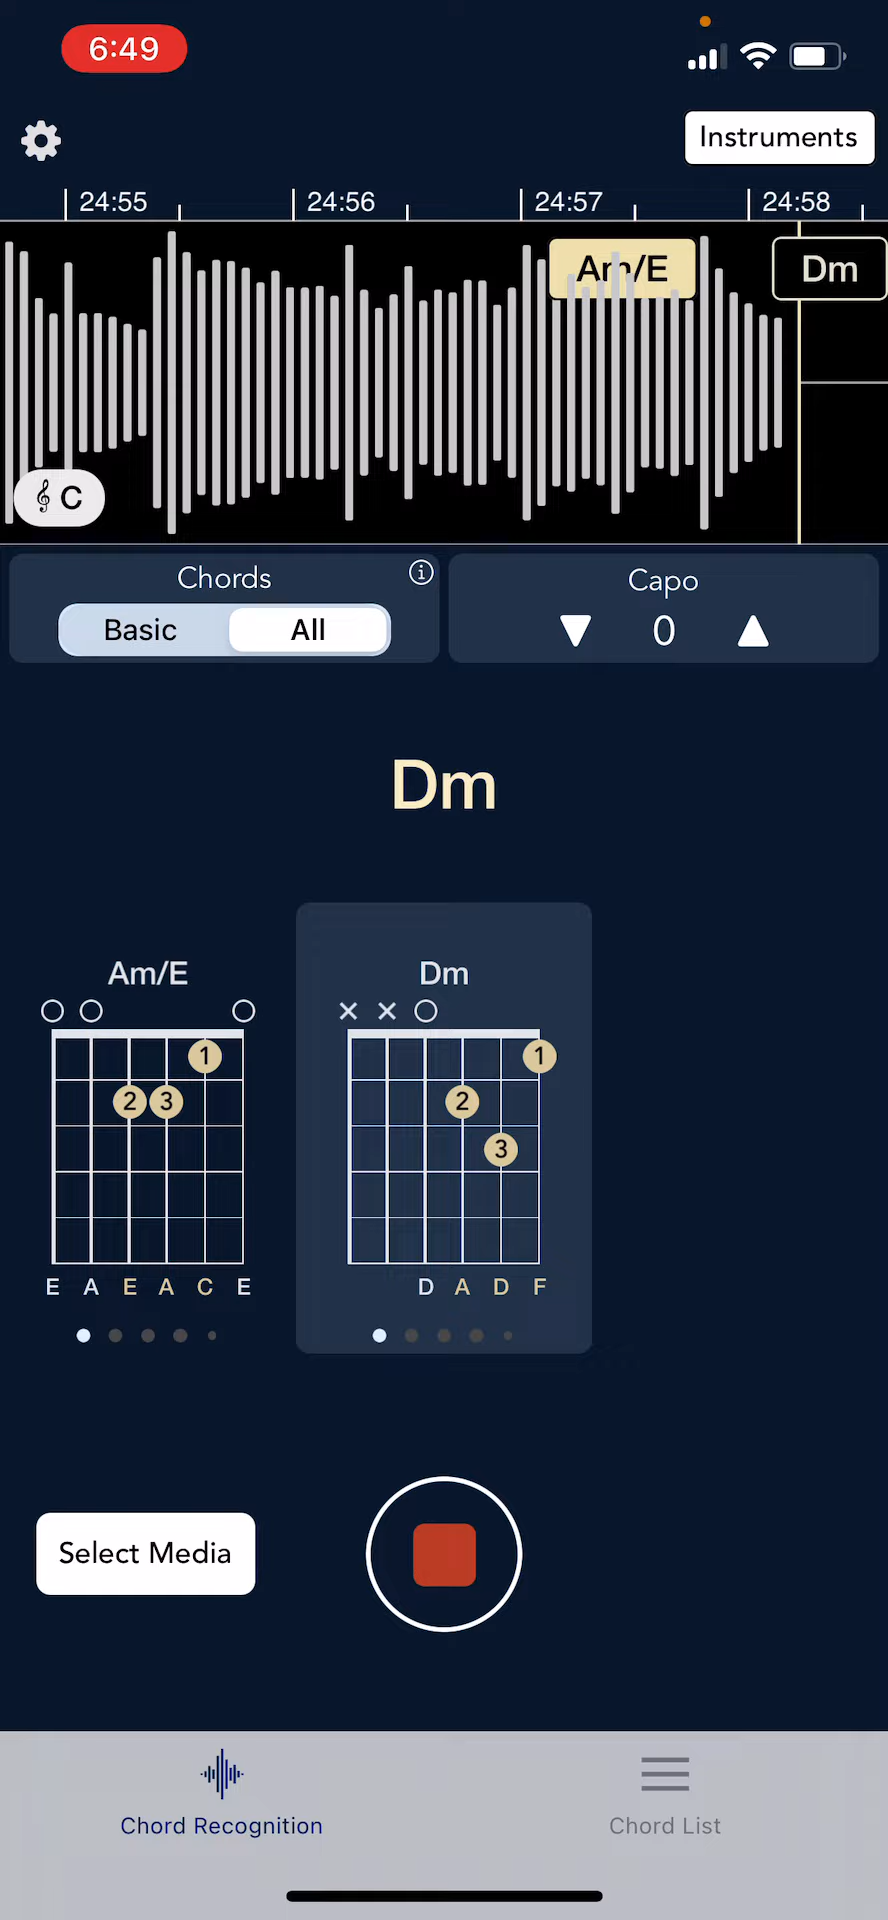 6:49
Instruments
24:55 24:56 24:57 24:58
Am/E Dm
C
Chords Capo
Basic All 0
Dm
Am/E Dm
1 1
2 3 2
3
E A E A C E D A D F
Select Media
Chord Recognition Chord List